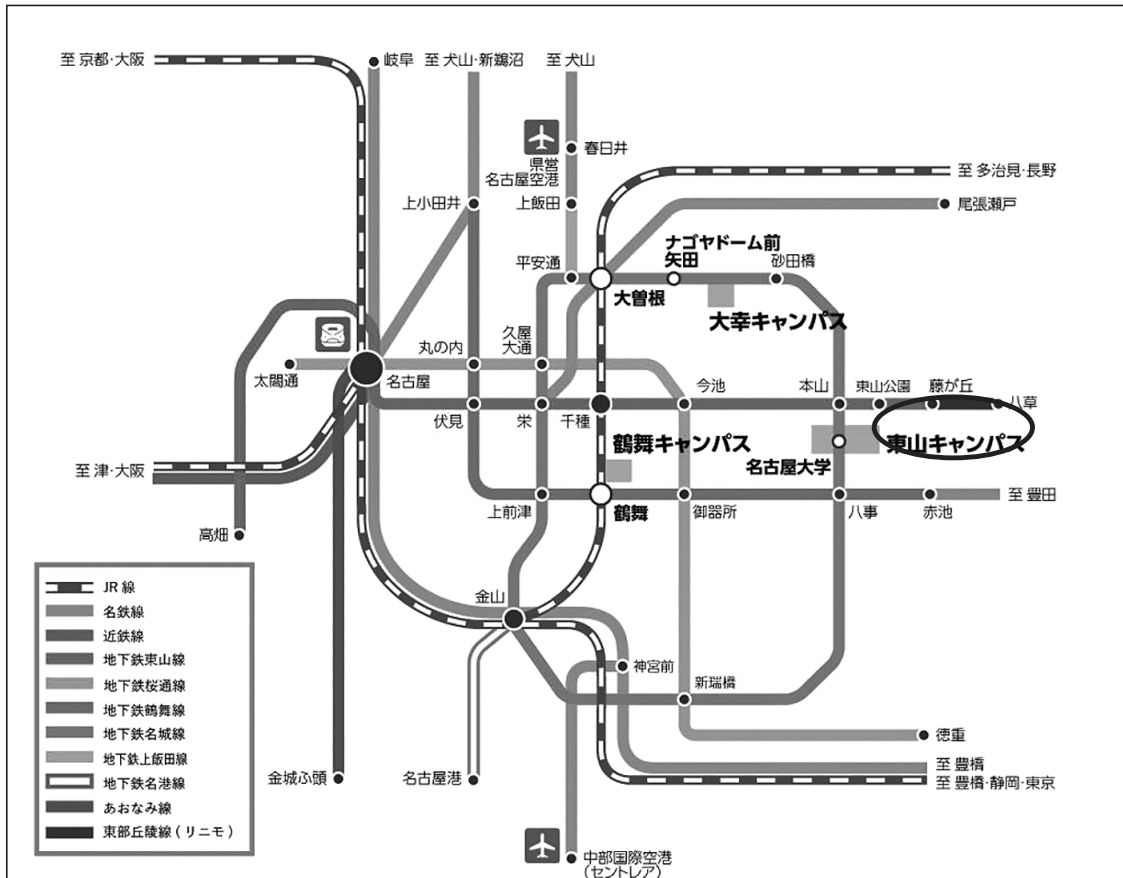 至 京都・大阪
岐阜
至 犬山・新鵜沼
至 犬山
春日井
県営
名古屋空港
至 多治見・長野
上小田井
上飯田
尾張瀬戸
ナゴヤドーム前
矢田
砂田橋
平安通
大曽根
大幸キャンパス
久屋
大通
丸の内
太閤通
名古屋
今池
本山
東山公園
藤が丘
八草
伏見
栄
千種
鶴舞キャンパス
東山キャンパス
名古屋大学
至 津・大阪
至 豊田
上前津
鶴舞
御器所
八事
赤池
高畑
JR 線
名鉄線
近鉄線
地下鉄東山線
地下鉄桜通線
地下鉄鶴舞線
地下鉄名城線
地下鉄上飯田線
地下鉄名港線
あおなみ線
東部丘陵線 ( リニモ )
金山
神宮前
新瑞橋
徳重
至 豊橋
至 豊橋・静岡・東京
金城ふ頭
名古屋港
中部国際空港
(セントレア)